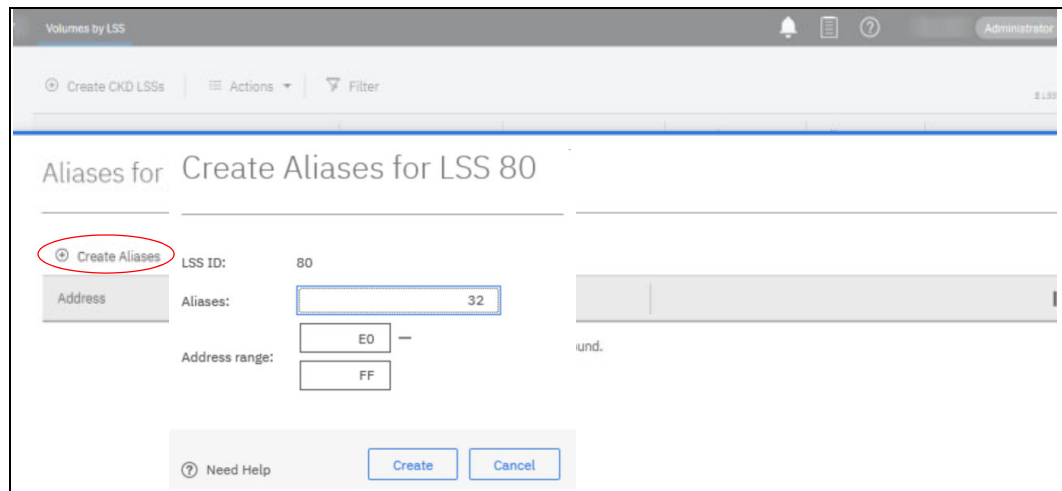 Volumes by LSS
Administrator
Create CKD LSSs Actions Filter
Aliases for
Create Aliases for LSS 80
Create Aliases
LSS ID: 80
Address
Aliases: 32
Address range: E0 —
FF
und.
Need Help Create Cancel